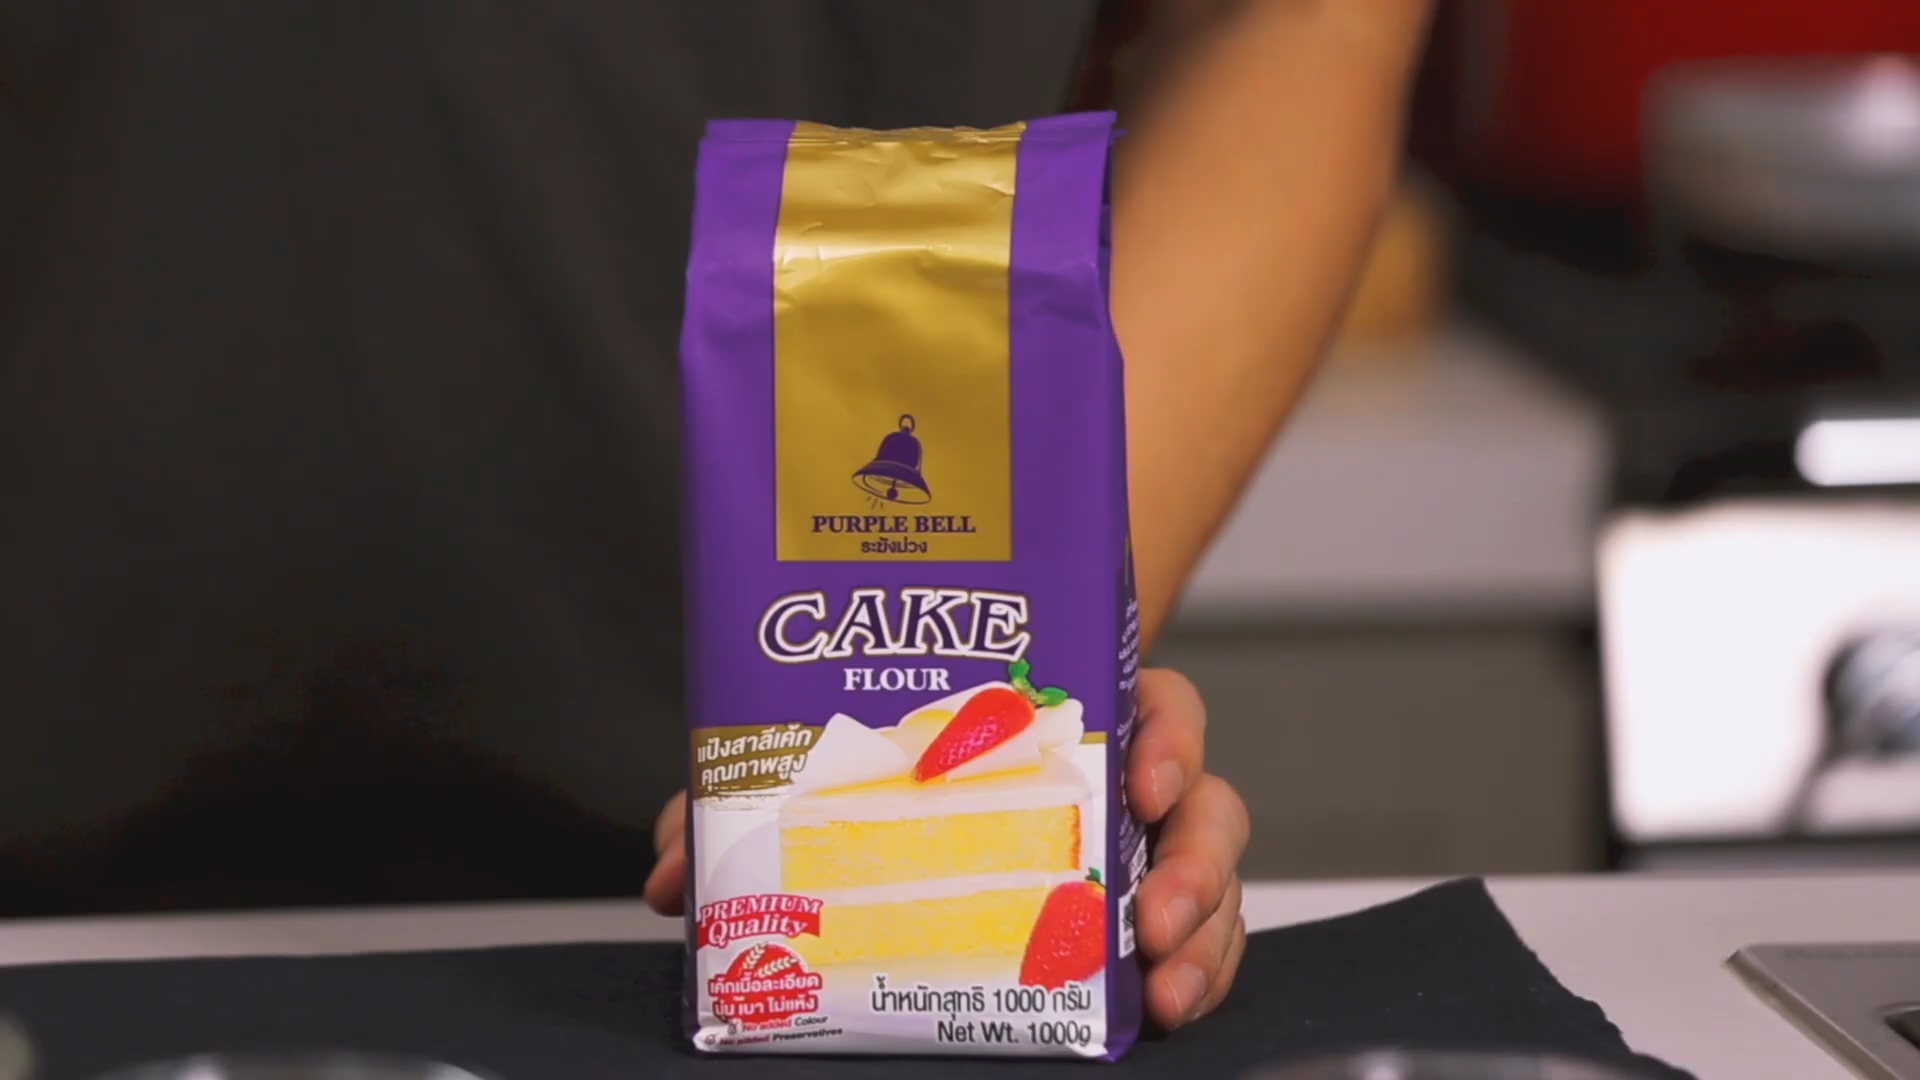 PURPLE BELL
ระฆังม่วง
CAKE
FLOUR
แป้งสาลีเค้ก
คุณภาพสูง
PREMIUM
Quality
เค้กเนื้อละเอียด
นุ่ม เบา ไม่แห้ง
No added Colour
No added Preservatives
น้ำหนักสุทธิ 1000 กรัม
Net Wt. 1000g